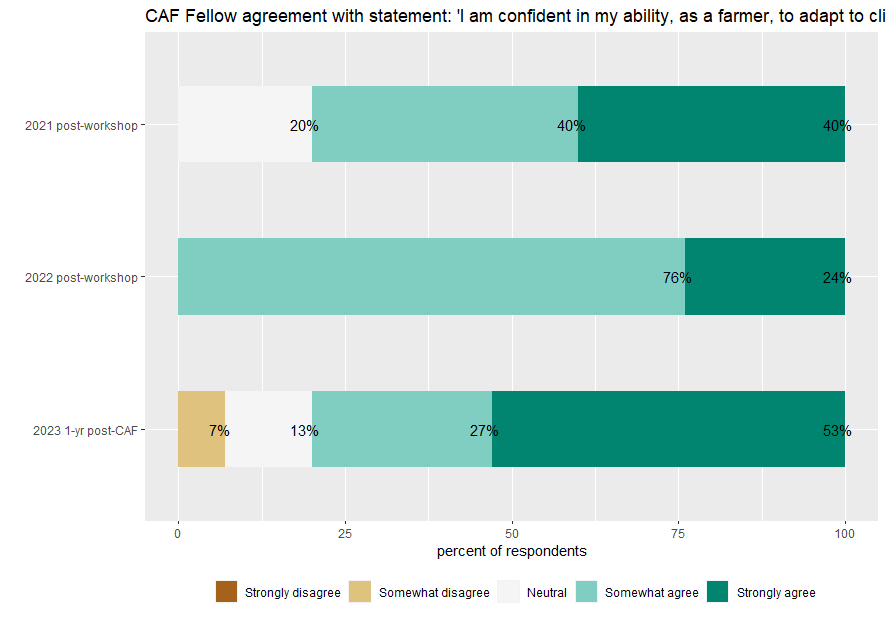 CAF Fellow agreement with statement: 'I am confident in my ability, as a farmer, to adapt to cli
2021 post-workshop 20% 40% 40%
2022 post-workshop 76% 24%
2023 1-yr post-CAF 7% 13% 27% 53%
0 25 50 75 100
percent of respondents
Strongly disagree Somewhat disagree Neutral Somewhat agree Strongly agree